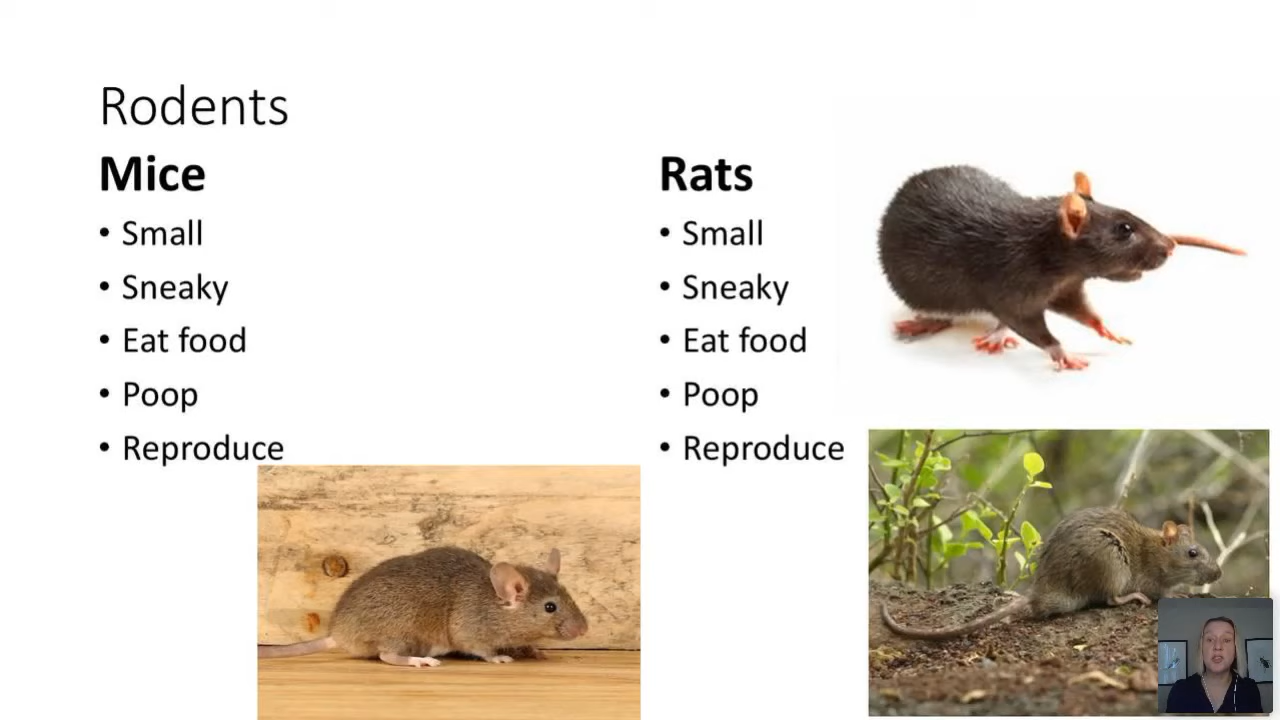 Rodents
Mice
• Small
• Sneaky
• Eat food
• Poop
• Reproduce
Rats
• Small
• Sneaky
• Eat food
• Poop
• Reproduce